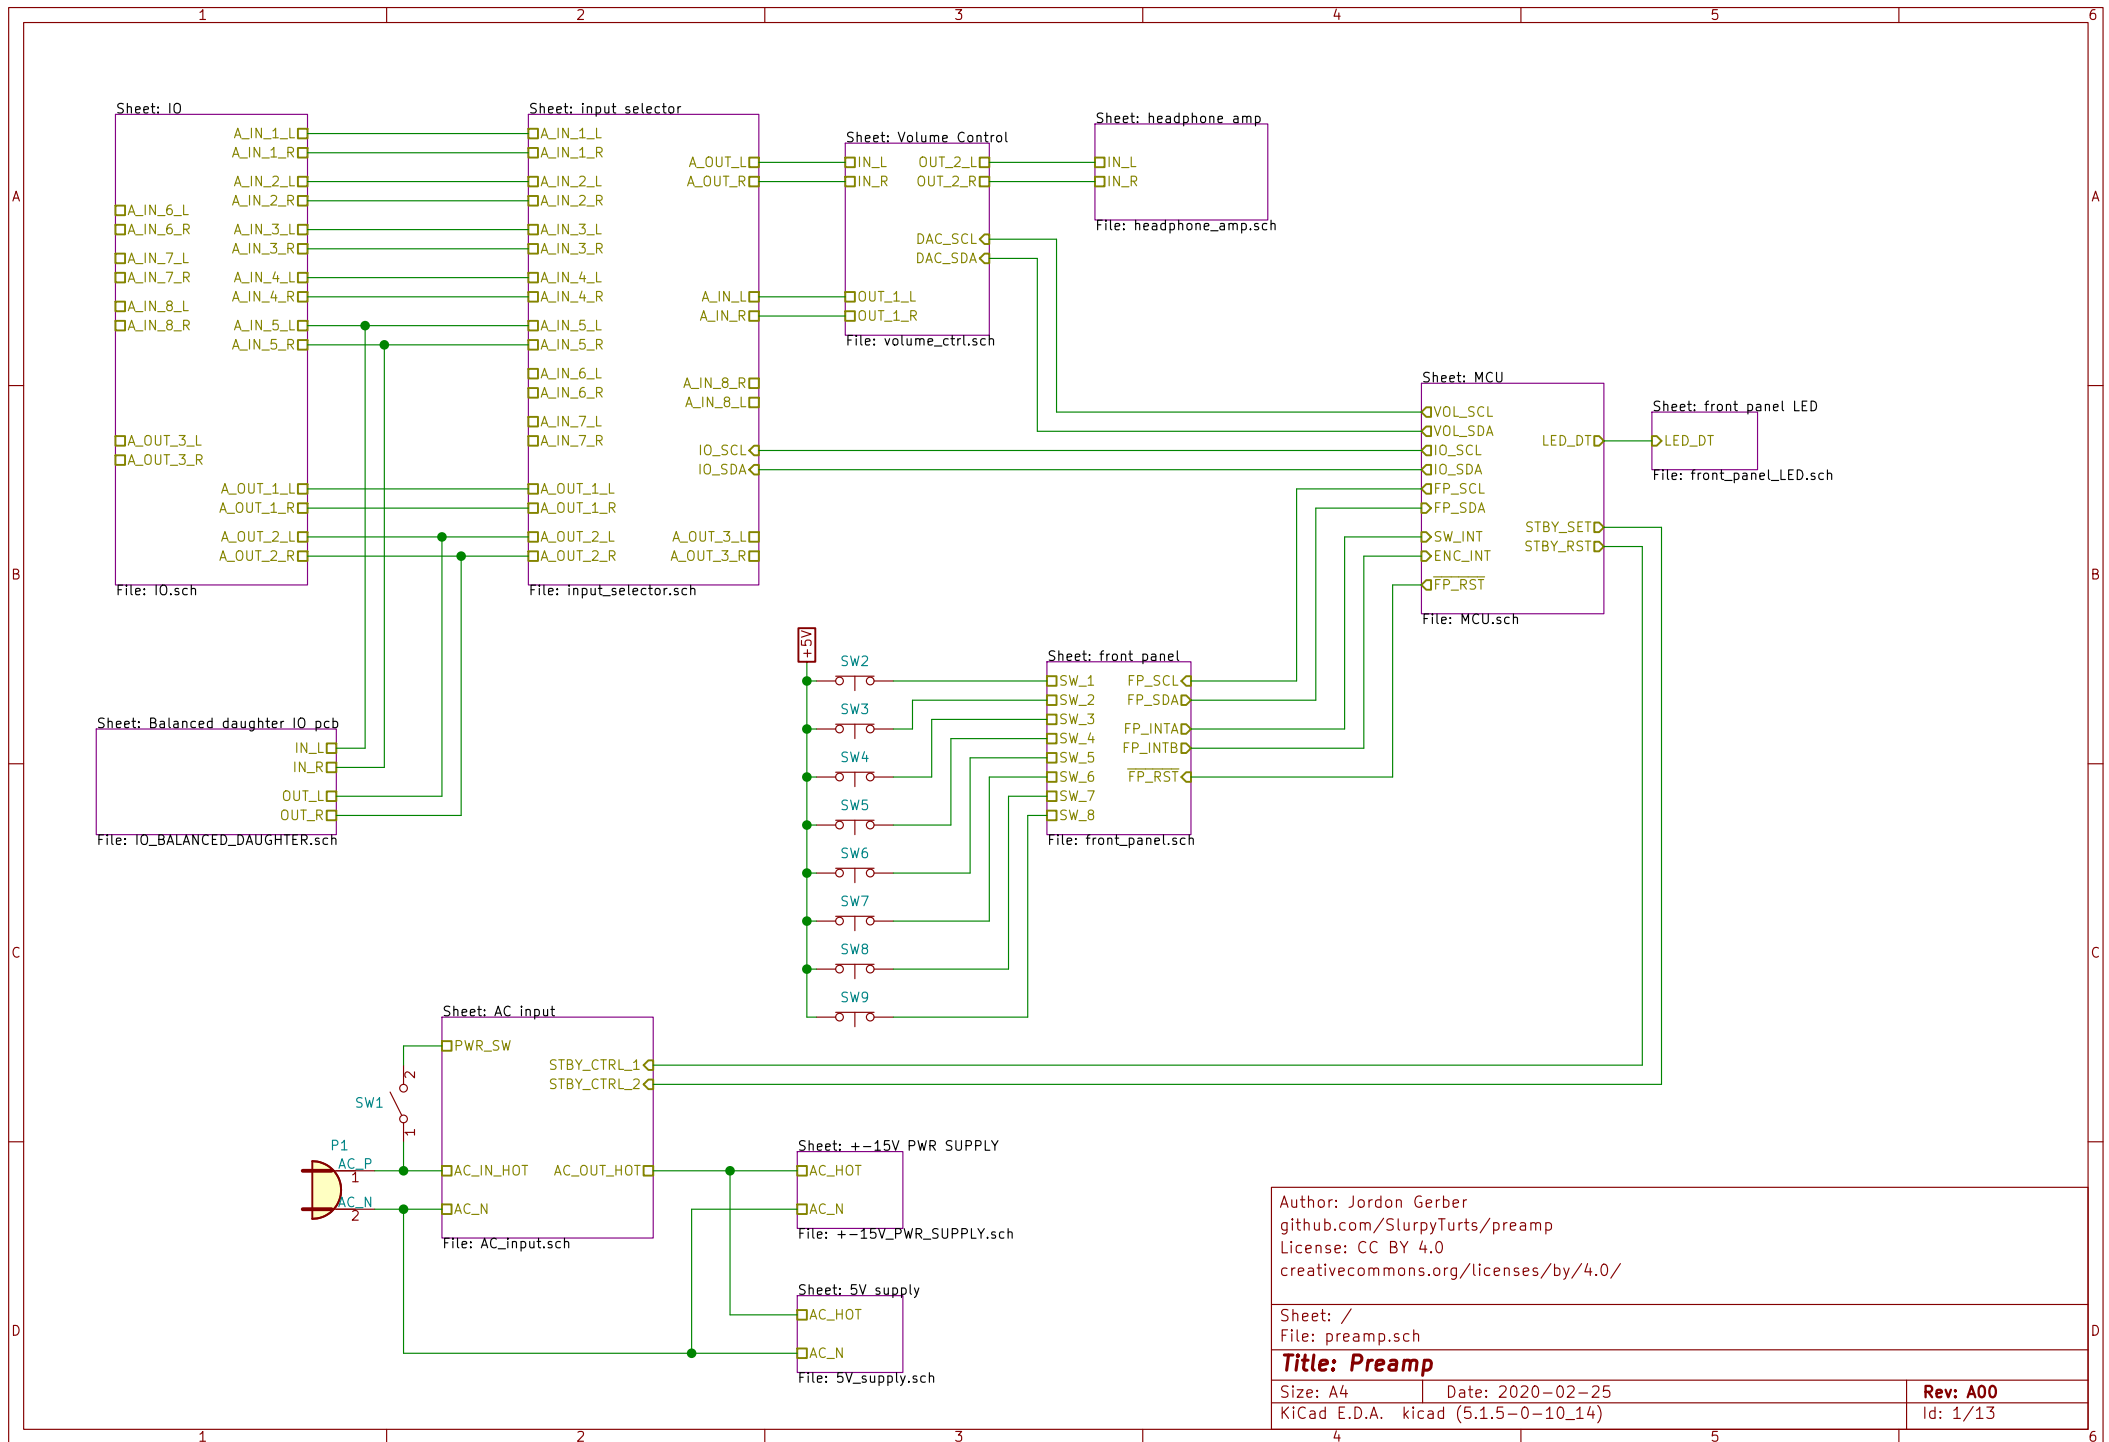 1 2 3 4 5 6
A
A
B
B
C
C
D
D
Sheet: IO
A_IN_1_L
A_IN_1_R
A_IN_2_L
A_IN_2_R
A_IN_6_L
A_IN_6_R
A_IN_3_L
A_IN_3_R
A_IN_7_L
A_IN_7_R
A_IN_4_L
A_IN_4_R
A_IN_8_L
A_IN_8_R
A_IN_5_L
A_IN_5_R
A_OUT_3_L
A_OUT_3_R
A_OUT_1_L
A_OUT_1_R
A_OUT_2_L
A_OUT_2_R
File: IO.sch
Sheet: input selector
A_IN_1_L
A_IN_1_R
A_IN_2_L
A_IN_2_R
A_IN_3_L
A_IN_3_R
A_IN_4_L
A_IN_4_R
A_IN_5_L
A_IN_5_R
A_IN_6_L
A_IN_6_R
A_IN_7_L
A_IN_7_R
A_OUT_1_L
A_OUT_1_R
A_OUT_2_L
A_OUT_2_R
A_OUT_L
A_OUT_R
A_IN_L
A_IN_R
A_IN_8_R
A_IN_8_L
IO_SCL
IO_SDA
A_OUT_3_L
A_OUT_3_R
File: input_selector.sch
Sheet: Volume Control
IN_L
IN_R
OUT_2_L
OUT_2_R
DAC_SCL
DAC_SDA
OUT_1_L
OUT_1_R
File: volume_ctrl.sch
Sheet: headphone amp
IN_L
IN_R
File: headphone_amp.sch
Sheet: MCU
VOL_SCL
VOL_SDA
IO_SCL
IO_SDA
FP_SCL
FP_SDA
SW_INT
ENC_INT
FP_RST
LED_DT
STBY_SET
STBY_RST
File: MCU.sch
Sheet: front panel LED
LED_DT
File: front_panel_LED.sch
Sheet: Balanced daughter IO pcb
IN_L
IN_R
OUT_L
OUT_R
File: IO_BALANCED_DAUGHTER.sch
+5V
SW2
SW3
SW4
SW5
SW6
SW7
SW8
SW9
Sheet: front panel
SW_1
SW_2
SW_3
SW_4
SW_5
SW_6
SW_7
SW_8
FP_SCL
FP_SDA
FP_INTA
FP_INTB
FP_RST
File: front_panel.sch
Sheet: AC input
PWR_SW
STBY_CTRL_1
STBY_CTRL_2
AC_IN_HOT
AC_OUT_HOT
AC_N
File: AC_input.sch
2
SW1
1
P1
AC_P
1
AC_N
2
Sheet: +-15V PWR SUPPLY
AC_HOT
AC_N
File: +-15V_PWR_SUPPLY.sch
Sheet: 5V supply
AC_HOT
AC_N
File: 5V_supply.sch
Author: Jordon Gerber
github.com/SlurpyTurts/preamp
License: CC BY 4.0
creativecommons.org/licenses/by/4.0/
Sheet: /
File: preamp.sch
Title: Preamp
Size: A4 Date: 2020-02-25 Rev: A00
KiCad E.D.A. kicad (5.1.5-0-10_14) Id: 1/13
1 2 3 4 5 6